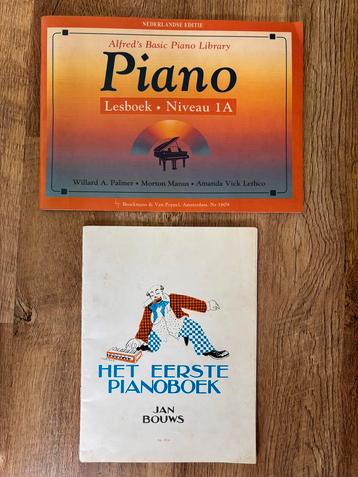 NEDERLANDSE EDITIE
Alfred's Basic Piano Library
Piano
Lesboek • Niveau 1A
Willard A. Palmer • Morton Manus • Amanda Vick Lethco
Broekmans & Van Poppel, Amsterdam.
HET EERSTE
PIANOBOEK
JAN
BOUWS